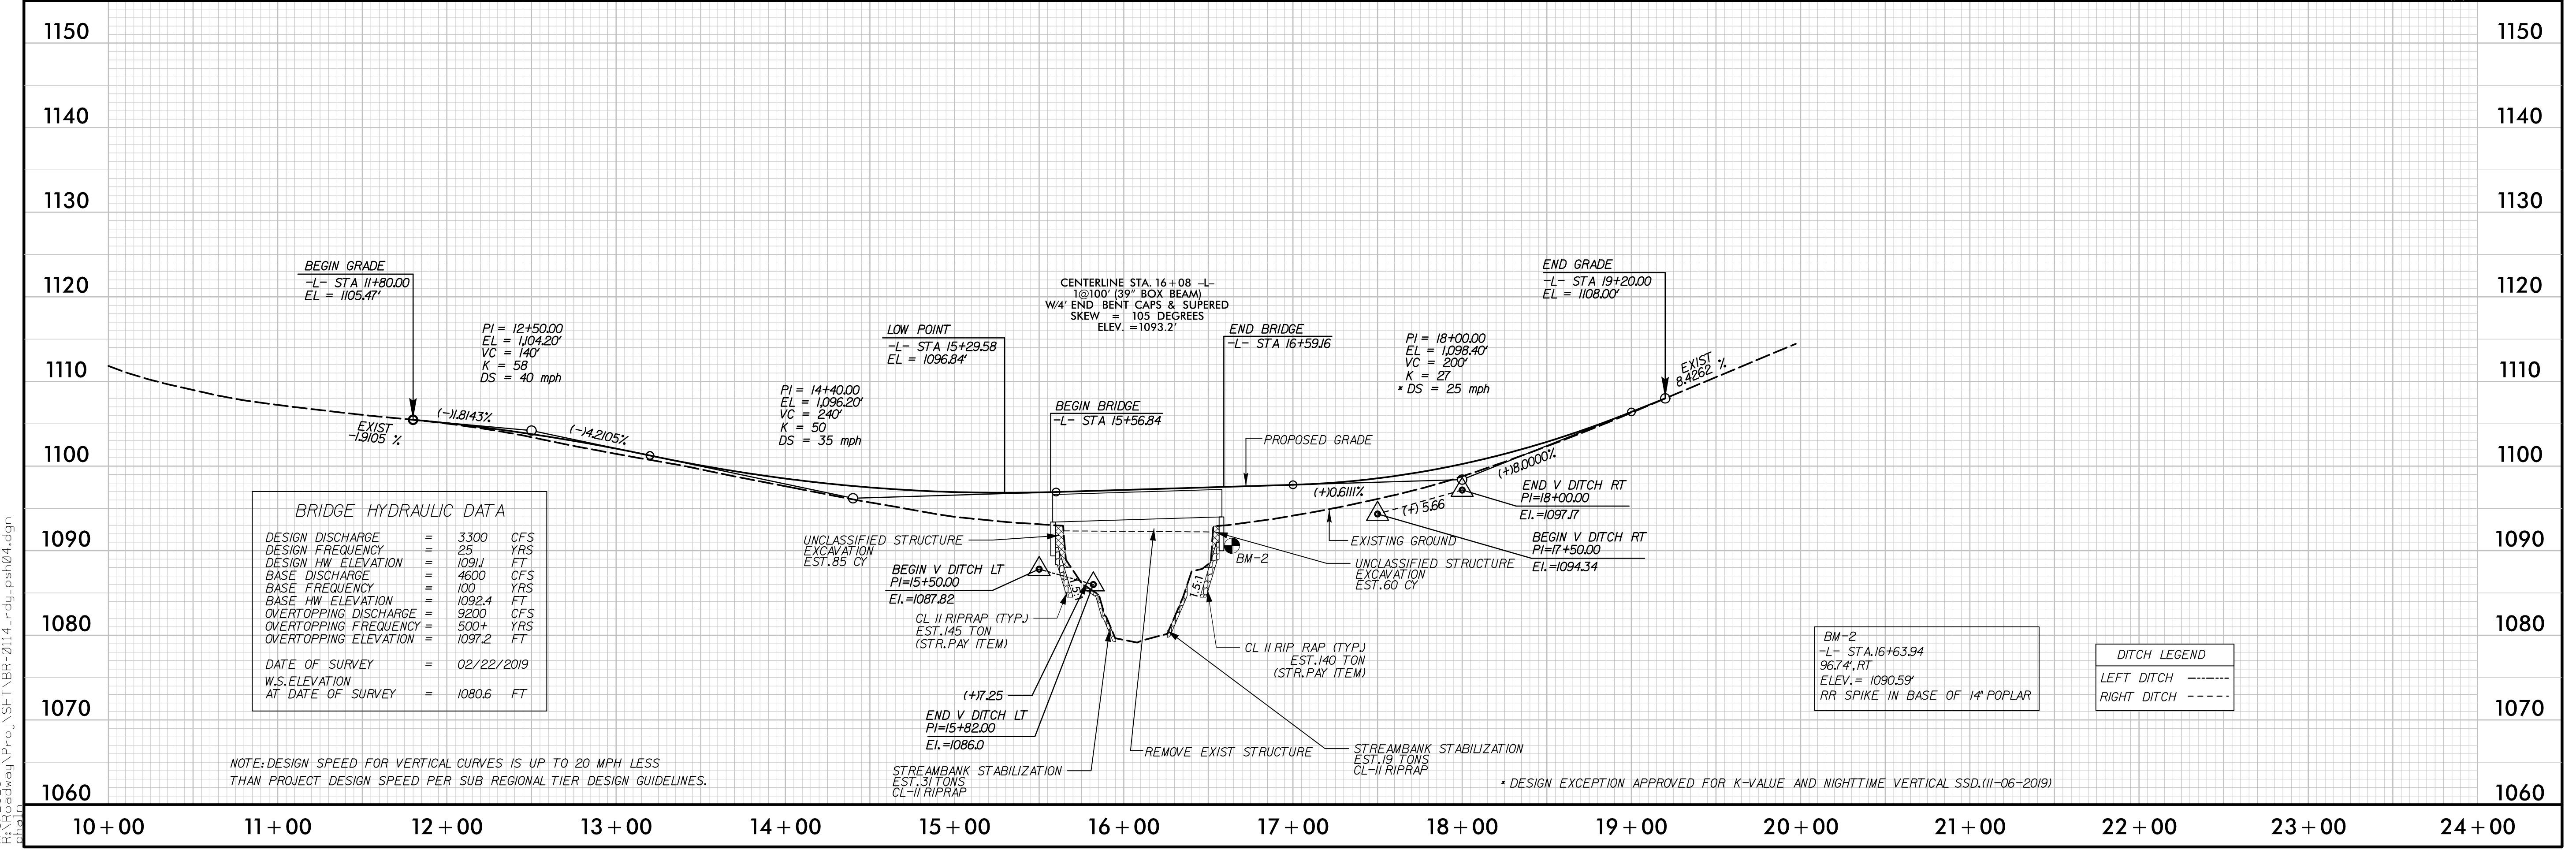 1150
1140
1130
1120
1110
1100
1090
1080
1070
1060
1150
1140
1130
1120
1110
1100
1090
1080
1070
1060
10+00 11+00 12+00 13+00 14+00 15+00 16+00 17+00 18+00 19+00 20+00 21+00 22+00 23+00 24+00
BEGIN GRADE
-L- STA 11+80.00
EL = 1105.47'
PI = 12+50.00
EL = 1,104.20'
VC = 140'
K = 58
DS = 40 mph
(-)1.8143%
EXIST
-1.9105 %
(-)4.2105%
PI = 14+40.00
EL = 1,096.20'
VC = 240'
K = 50
DS = 35 mph
LOW POINT
-L- STA 15+29.58
EL = 1096.84'
CENTERLINE STA. 16+08 -L-
1@100' (39" BOX BEAM)
W/4' END BENT CAPS & SUPERED
SKEW = 105 DEGREES
ELEV. =1093.2'
BEGIN BRIDGE
-L- STA 15+56.84
END BRIDGE
-L- STA 16+59.16
PROPOSED GRADE
PI = 18+00.00
EL = 1,098.40'
VC = 200'
K = 27
* DS = 25 mph
END GRADE
-L- STA 19+20.00
EL = 1108.00'
EXIST
8.4262 %
(+)0.6111%
(+)8.0000%
(+) 5.66
END V DITCH RT
PI=18+00.00
El.=1097.17
BEGIN V DITCH RT
PI=17+50.00
El.=1094.34
EXISTING GROUND
UNCLASSIFIED STRUCTURE
EXCAVATION
EST.60 CY
BM-2
UNCLASSIFIED STRUCTURE
EXCAVATION
EST.85 CY
BEGIN V DITCH LT
PI=15+50.00
El.=1087.82
CL II RIPRAP (TYP.)
EST.145 TON
(STR.PAY ITEM)
1.5:1
CL II RIP RAP (TYP.)
EST.140 TON
(STR.PAY ITEM)
(+)7.25
END V DITCH LT
PI=15+82.00
El.=1086.0
STREAMBANK STABILIZATION
EST.31 TONS
CL-II RIPRAP
REMOVE EXIST STRUCTURE
STREAMBANK STABILIZATION
EST.19 TONS
CL-II RIPRAP
BRIDGE HYDRAULIC DATA
DESIGN DISCHARGE = 3300 CFS
DESIGN FREQUENCY = 25 YRS
DESIGN HW ELEVATION = 1091.1 FT
BASE DISCHARGE = 4600 CFS
BASE FREQUENCY = 100 YRS
BASE HW ELEVATION = 1092.4 FT
OVERTOPPING DISCHARGE = 9200 CFS
OVERTOPPING FREQUENCY = 500+ YRS
OVERTOPPING ELEVATION = 1097.2 FT
DATE OF SURVEY = 02/22/2019
W.S.ELEVATION
AT DATE OF SURVEY = 1080.6 FT
NOTE: DESIGN SPEED FOR VERTICAL CURVES IS UP TO 20 MPH LESS
THAN PROJECT DESIGN SPEED PER SUB REGIONAL TIER DESIGN GUIDELINES.
BM-2
-L- STA.16+63.94
96.74',RT
ELEV.= 1090.59'
RR SPIKE IN BASE OF 14" POPLAR
DITCH LEGEND
LEFT DITCH
RIGHT DITCH
* DESIGN EXCEPTION APPROVED FOR K-VALUE AND NIGHTTIME VERTICAL SSD.(11-06-2019)
R:\Roadway\Proj\SHT\BR-0114_rdy_psh04.dgn